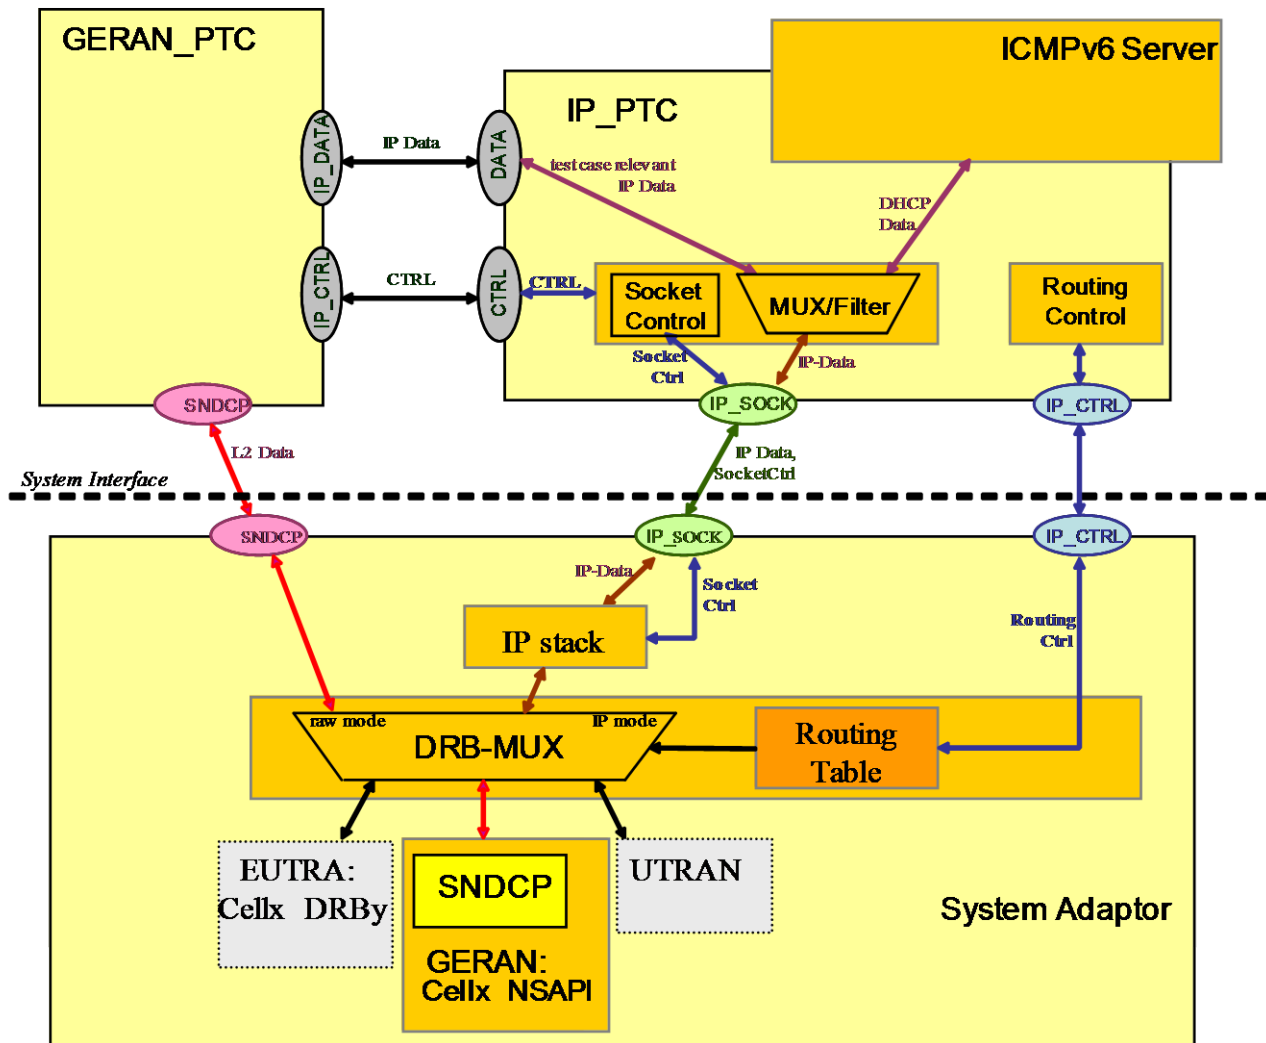 GERAN_PTC
ICMPv6 Server
IP_PTC
IP_DATA
IP Data
DATA
test case relevant
IP Data
DHCP
Data
IP_CTRL
CTRL
CTRL
CTRL
Socket
Control
MUX/Filter
Routing
Control
Socket
Ctrl
IP-Data
SNDCP
IP_SOCK
IP_CTRL
L2 Data
IP Data,
SocketCtrl
System Interface
SNDCP
IP_SOCK
IP_CTRL
IP-Data
Socket
Ctrl
IP stack
Routing
Ctrl
raw mode
IP mode
DRB-MUX
Routing
Table
EUTRA:
Cellx DRBy
SNDCP
GERAN:
Cellx NSAPI
UTRAN
System Adaptor